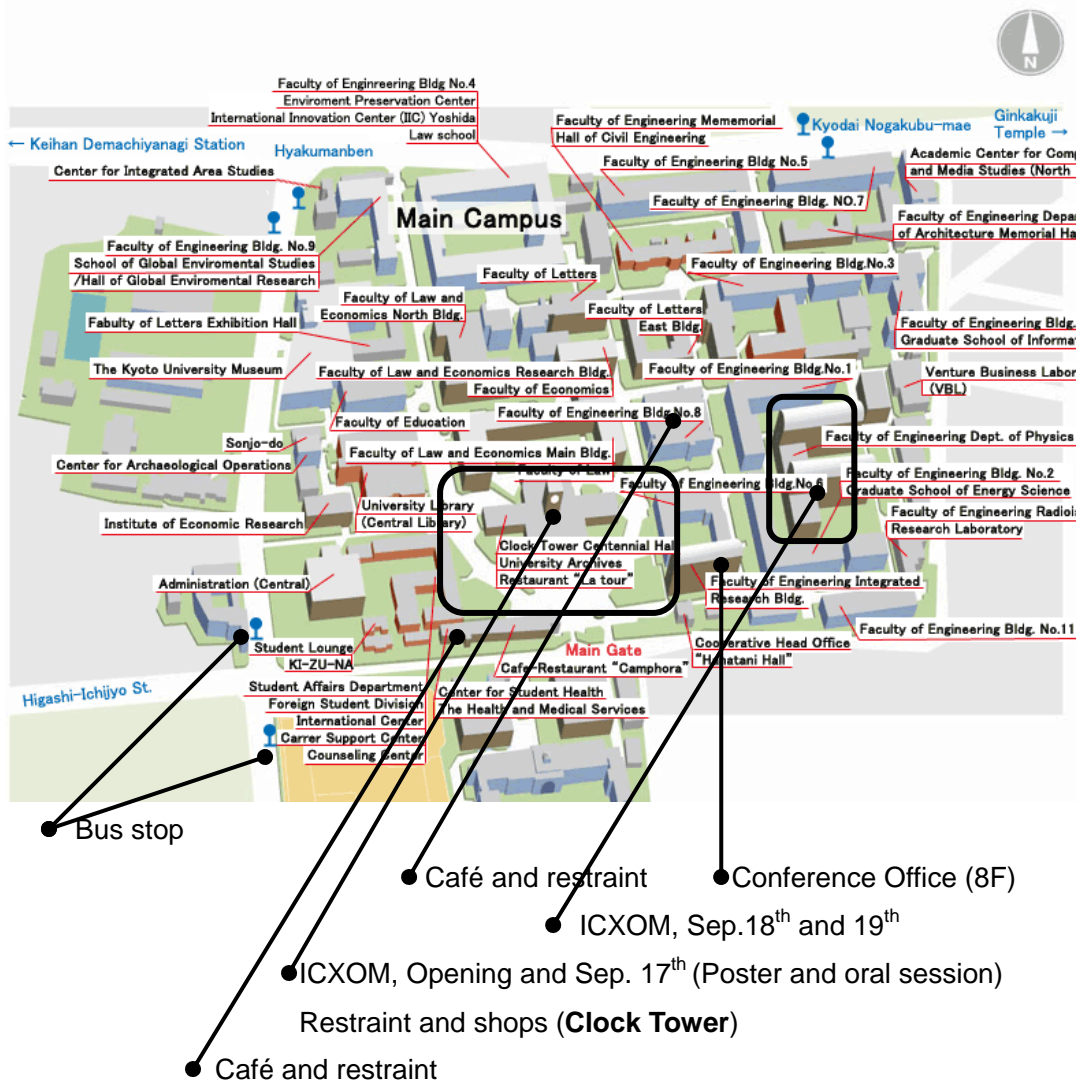 N
Faculty of Enginreering Bldg No.4
Enviroment Preservation Center
International Innovation Center (IIC) Yoshida
Law school
Faculty of Engineering Mememorial
Hall of Civil Engineering
Kyodai Nogakubu-mae
Ginkakuji
Temple →
← Keihan Demachiyanagi Station
Hyakumanben
Center for Integrated Area Studies
Faculty of Engineering Bldg No.5
Academic Center for Comp
and Media Studies (North
Main Campus
Faculty of Engineering Bldg. NO.7
Faculty of Engineering Depar
of Architecture Memorial Ha
Faculty of Engineering Bldg. No.9
School of Global Enviromental Studies
/Hall of Global Enviromental Research
Faculty of Letters
Faculty of Engineering Bldg.No.3
Faculty of Law and
Economics North Bldg.
Faculty of Letters
East Bldg.
Fabulty of Letters Exhibition Hall
Faculty of Engineering Bldg.
Graduate School of Informat
The Kyoto University Museum
Faculty of Law and Economics Research Bldg.
Faculty of Economics
Faculty of Engineering Bldg.No.1
Venture Business Labor
(VBL)
Faculty of Education
Faculty of Engineering Bldg.No.8
Sonjo-do
Center for Archaeological Operations
Faculty of Law and Economics Main Bldg.
Faculty of Law
Faculty of Engineering Dept. of Physics
Faculty of Engineering Bldg.No.6
Faculty of Engineering Bldg. No.2
Graduate School of Energy Science
University Library
(Central Library)
Institute of Economic Research
Faculty of Engineering Radioi
Research Laboratory
Clock Tower Centennial Hall
University Archives
Restaurant "La tour"
Administration (Central)
Faculty of Engineering Integrated
Research Bldg.
Faculty of Engineering Bldg. No.11
Student Lounge
KI-ZU-NA
Main Gate
Cafe-Restaurant "Camphora"
Cooperative Head Office
"Hanatani Hall"
Higashi-Ichijyo St.
Student Affairs Department
Foreign Student Division
International Center
Carrer Support Center
Counseling Center
Center for Student Health
The Health and Medical Services
Bus stop
Café and restraint
Conference Office (8F)
ICXOM, Sep.18th and 19th
ICXOM, Opening and Sep. 17th (Poster and oral session)
Restraint and shops (Clock Tower)
Café and restraint